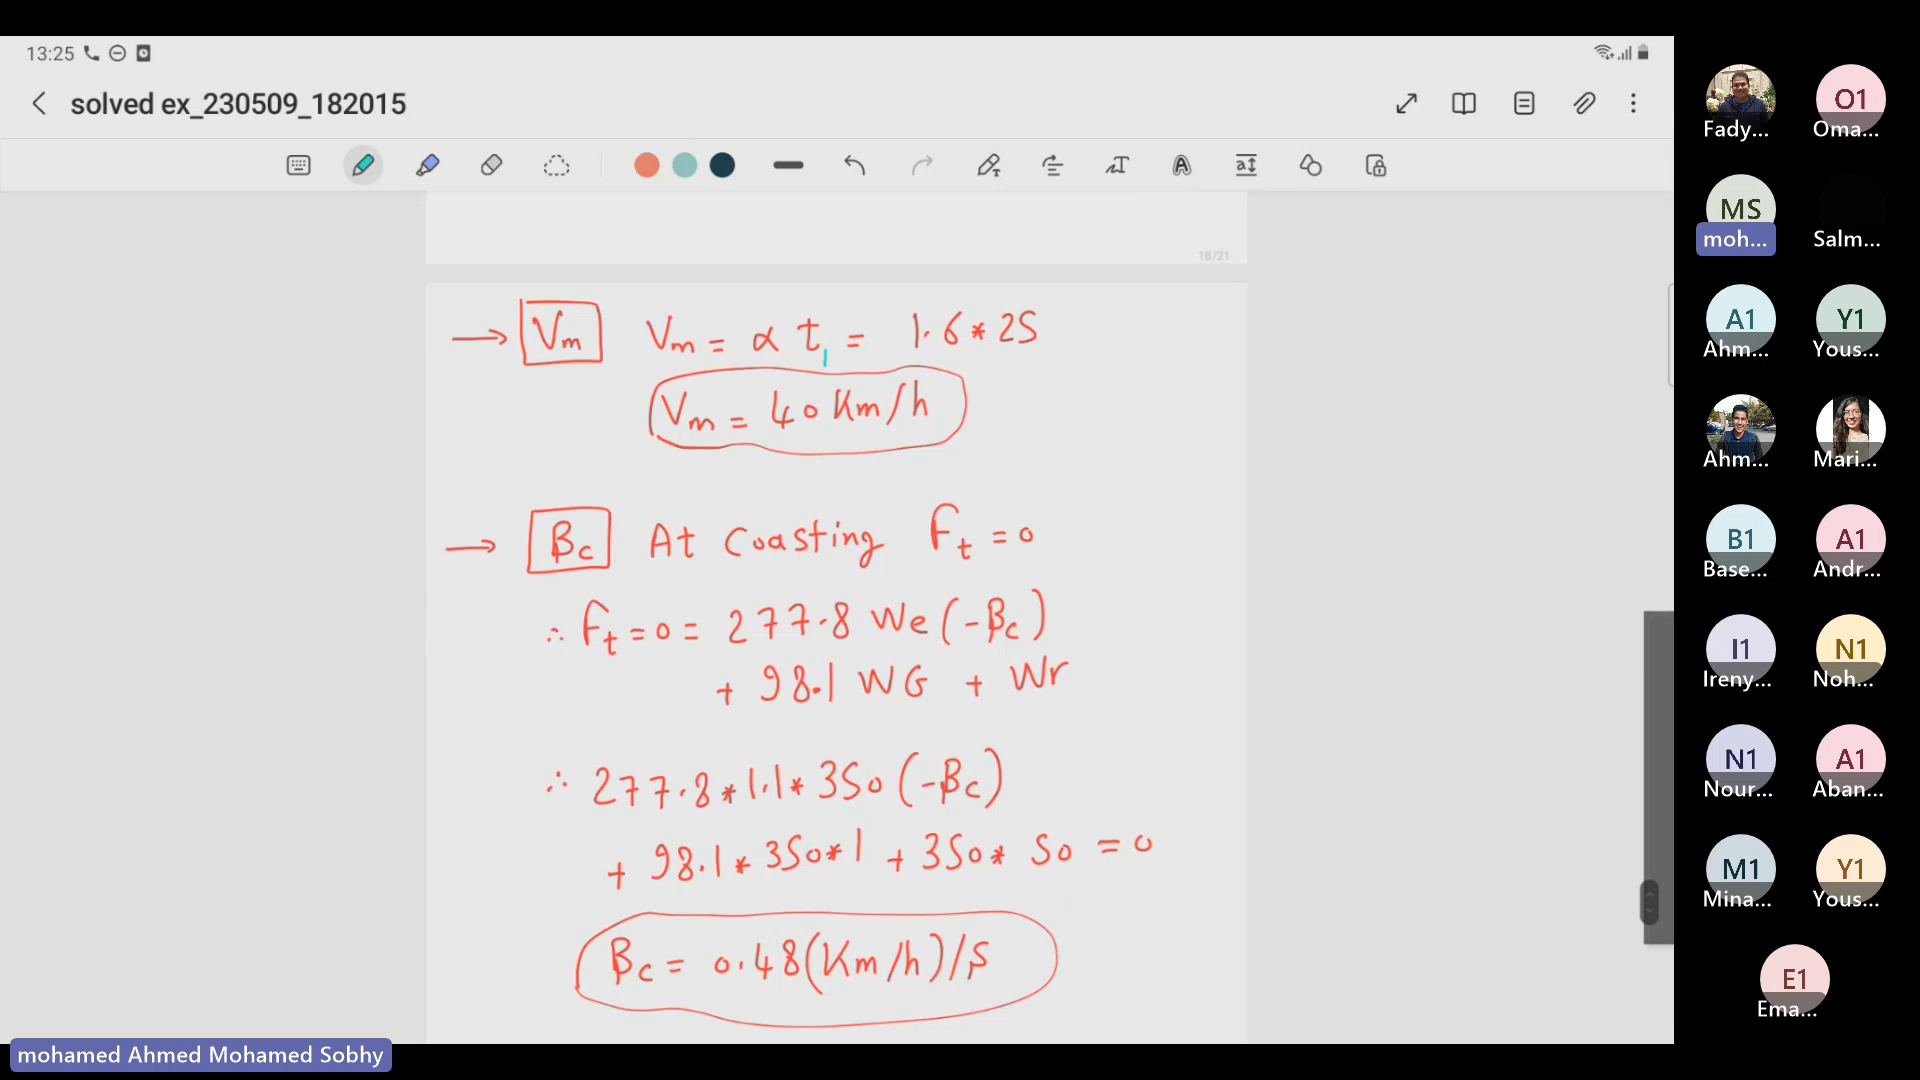 13:25
solved ex_230509_182015
18/21
→ Vm Vm = α t1 = 1.6 * 25
Vm = 40 Km/h
→ Bc At Coasting Ft = 0
∴ Ft = 0 = 277.8 We (-Bc)
+ 98.1 WG + Wr
∴ 277.8 * 1.1 * 350 (-Bc)
+ 98.1 * 350 * 1 + 350 * 50 = 0
Bc = 0.48 (Km/h)/s
mohamed Ahmed Mohamed Sobhy
Fady...
O1
Oma...
MS
moh...
Salm...
A1
Ahm...
Y1
Yous...
Ahm...
Mari...
B1
Base...
A1
Andr...
I1
Ireny...
N1
Noh...
N1
Nour...
A1
Aban...
M1
Mina...
Y1
Yous...
E1
Ema...